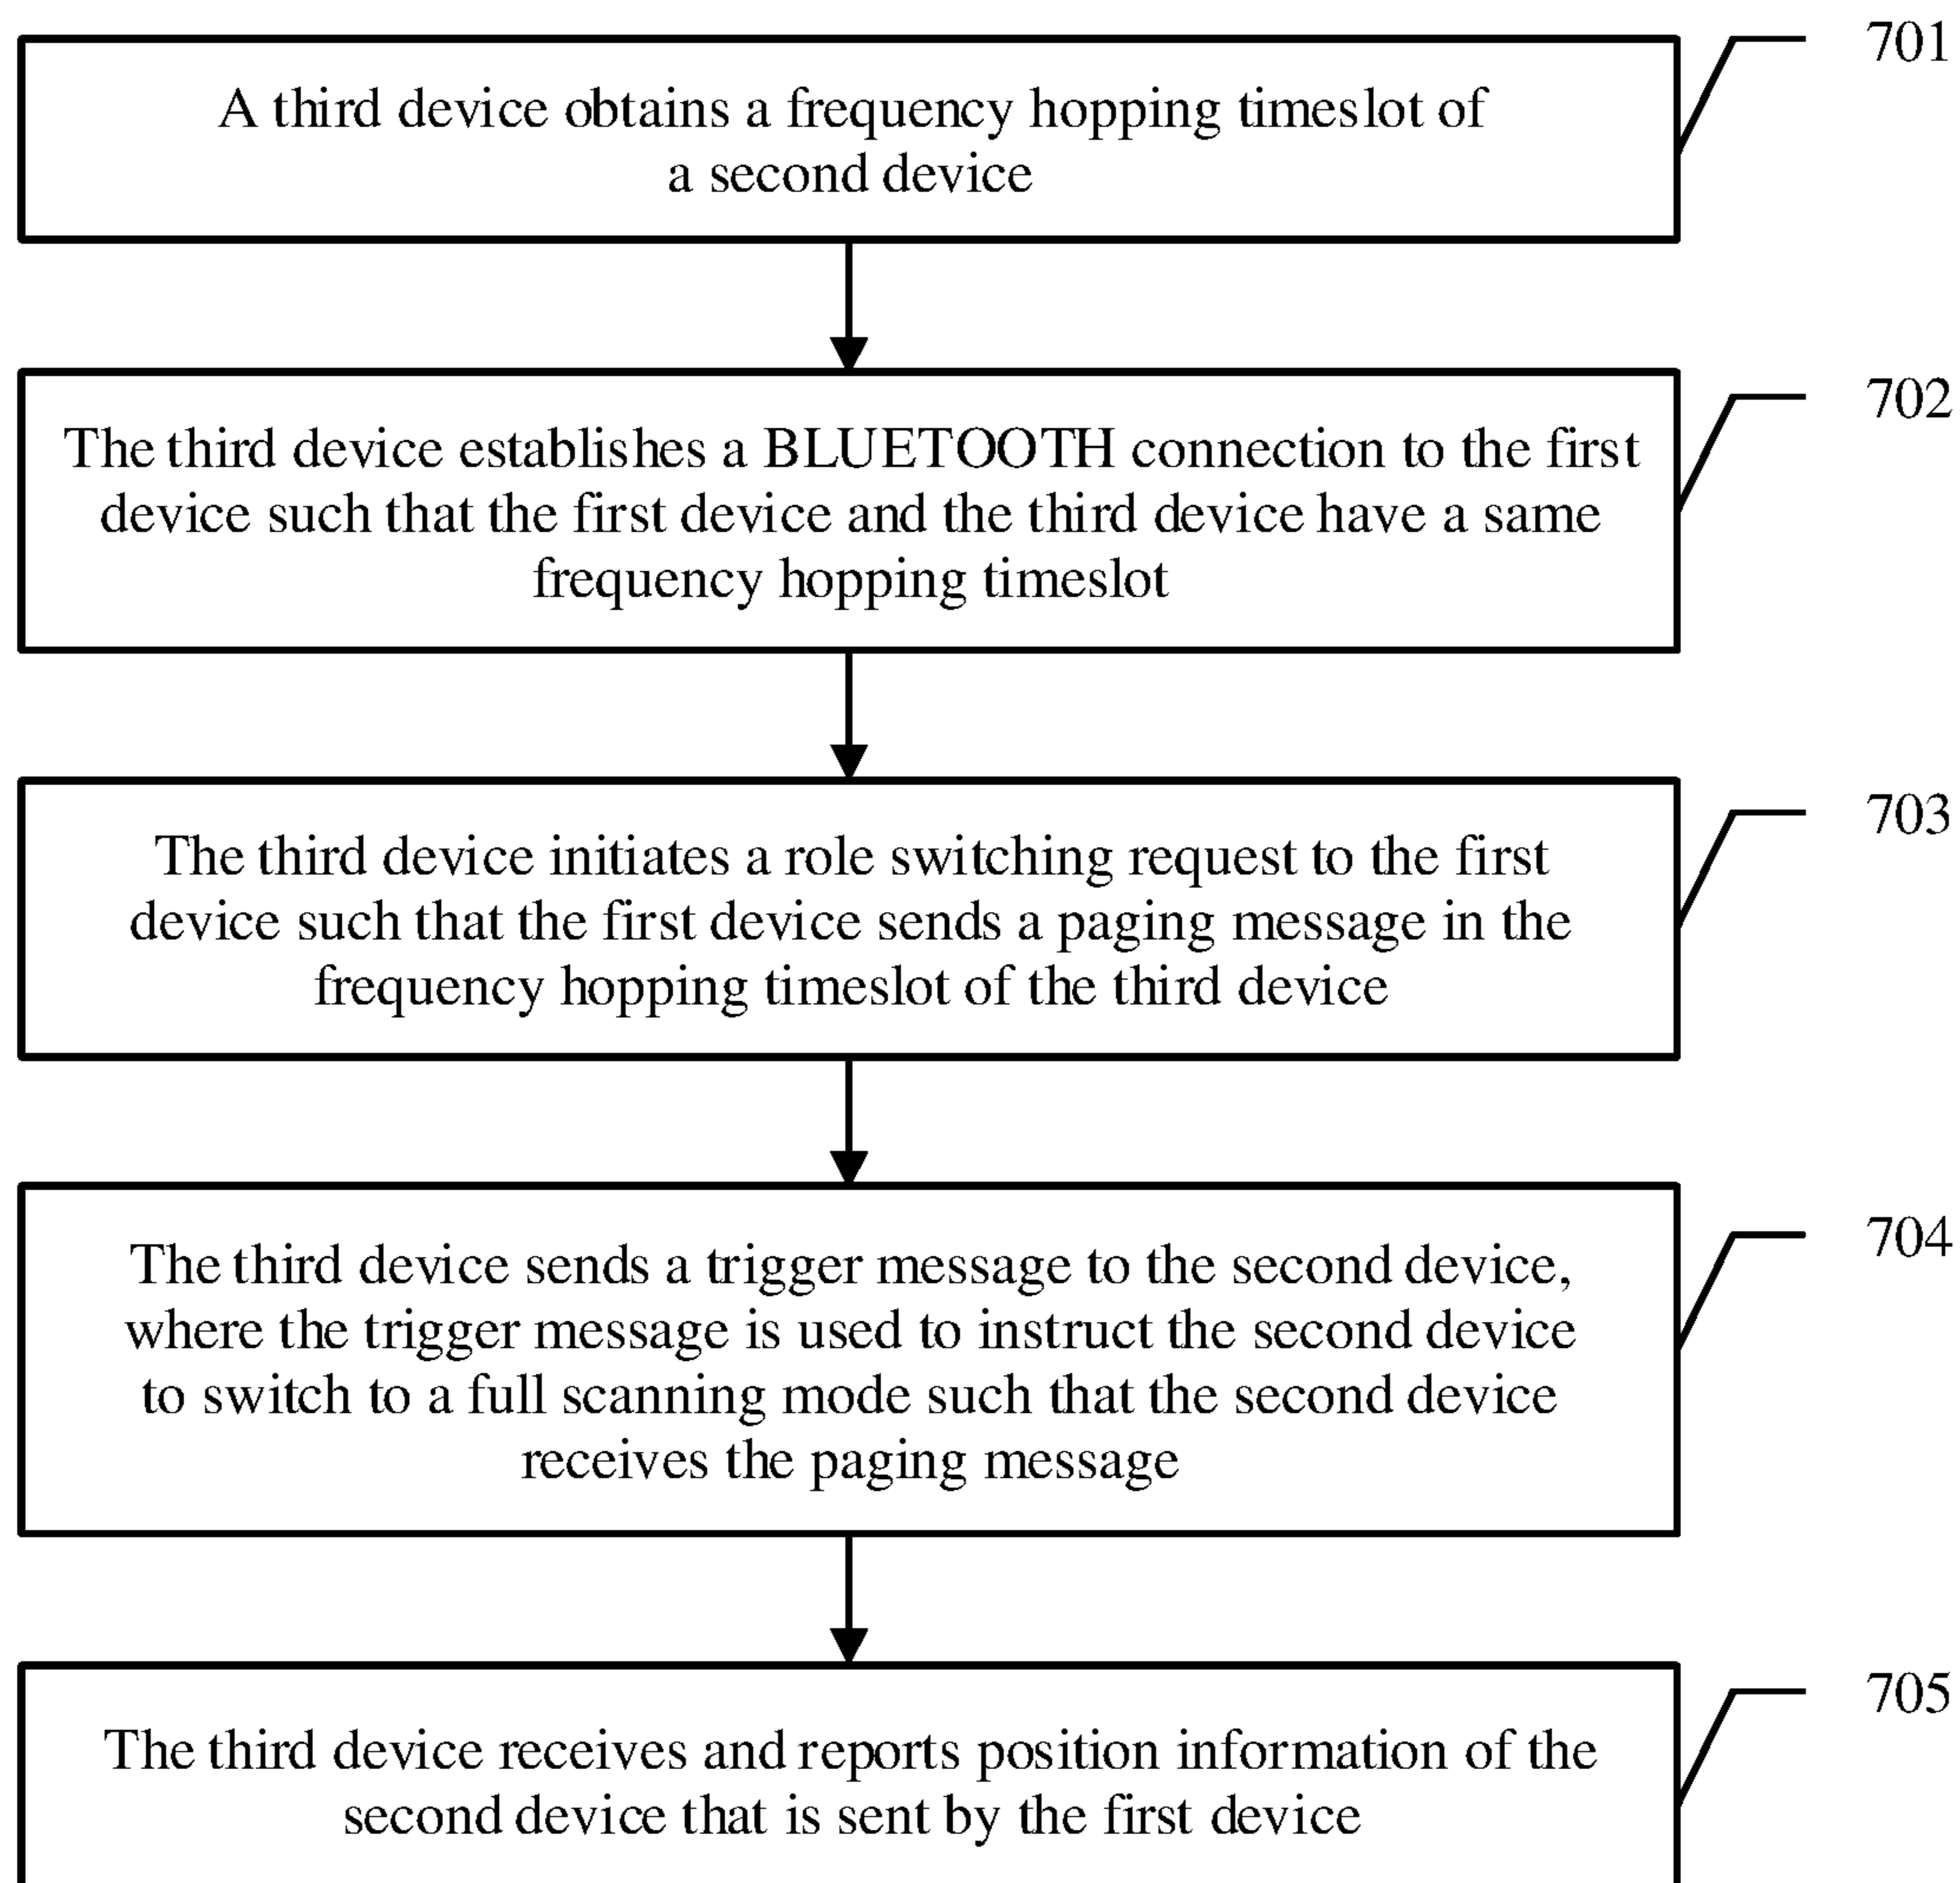 701
A third device obtains a frequency hopping timeslot of
a second device
702
The third device establishes a BLUETOOTH connection to the first
device such that the first device and the third device have a same
frequency hopping timeslot
703
The third device initiates a role switching request to the first
device such that the first device sends a paging message in the
frequency hopping timeslot of the third device
704
The third device sends a trigger message to the second device,
where the trigger message is used to instruct the second device
to switch to a full scanning mode such that the second device
receives the paging message
705
The third device receives and reports position information of the
second device that is sent by the first device